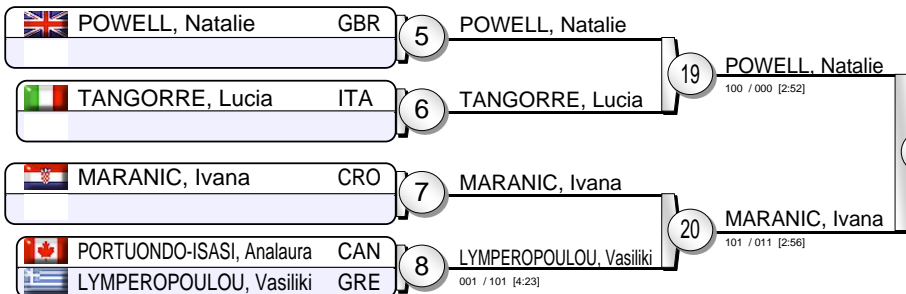 POWELL, Natalie GBR
5
POWELL, Natalie
19
POWELL, Natalie
100 / 000 [2:52]
TANGORRE, Lucia ITA
6
TANGORRE, Lucia
MARANIC, Ivana CRO
7
MARANIC, Ivana
20
MARANIC, Ivana
101 / 011 [2:56]
PORTUONDO-ISASI, Analaura CAN
LYMPEROPOULOU, Vasiliki GRE
8
LYMPEROPOULOU, Vasiliki
001 / 101 [4:23]